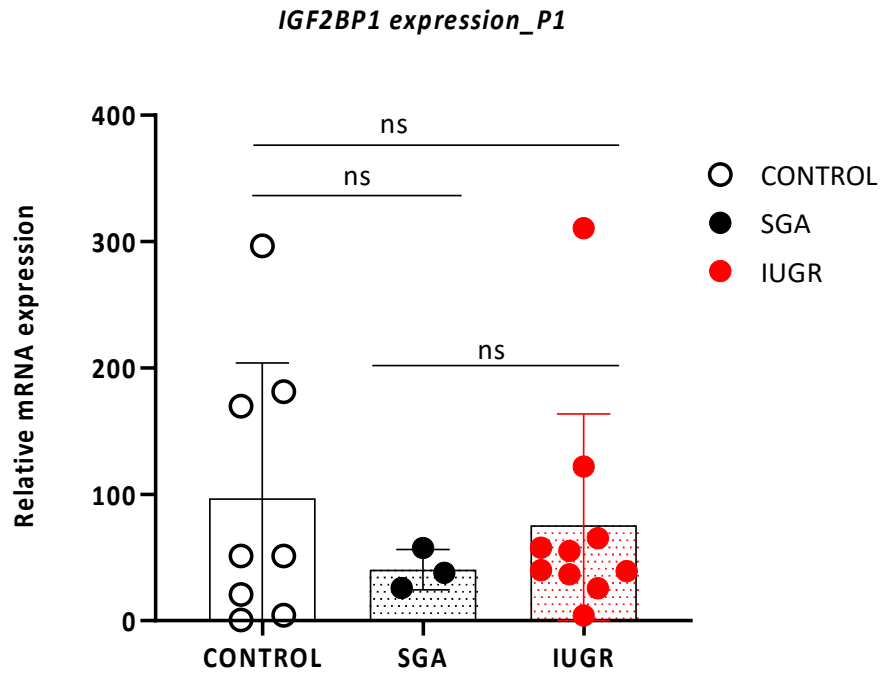 IGF2BP1 expression_P1
Relative mRNA expression
400
300
200
100
0
ns
ns
ns
CONTROL
SGA
IUGR
CONTROL
SGA
IUGR